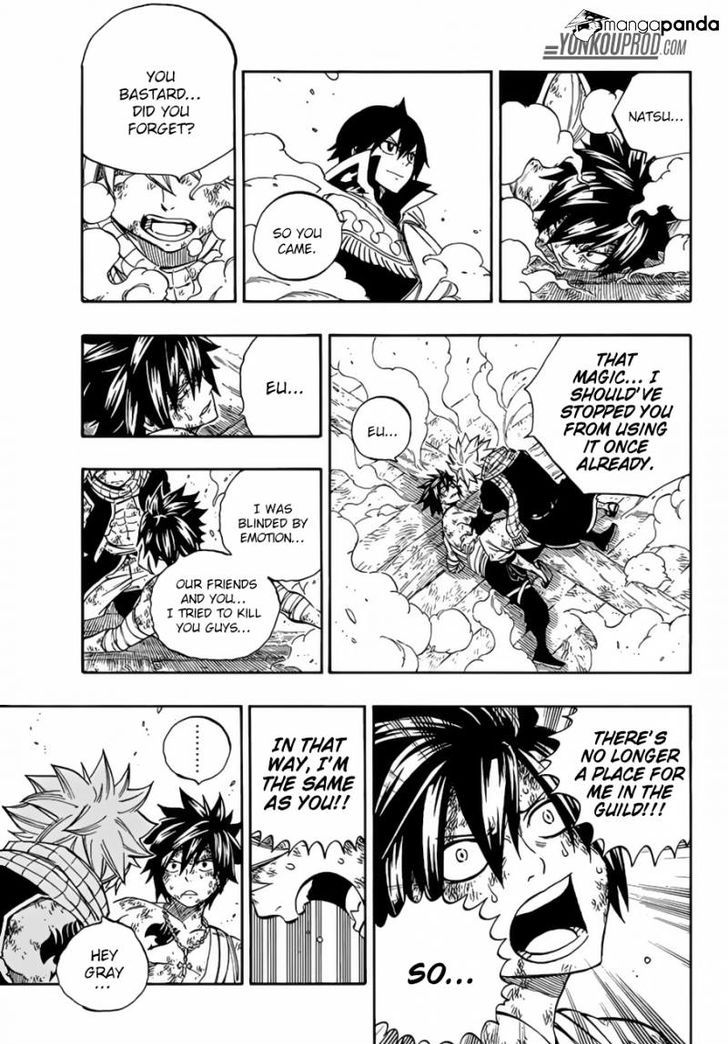 mangapanda
=YONKOUPROD.COM
NATSU...
SO YOU
CAME.
YOU
BASTARD...
DID YOU
FORGET?
THAT
MAGIC... I
SHOULD'VE
STOPPED YOU
FROM USING
IT ONCE
ALREADY.
EU...
EU...
I WAS
BLINDED BY
EMOTION...
OUR FRIENDS
AND YOU..
I TRIED TO KILL
YOU GUYS...
THERE'S
NO LONGER
A PLACE FOR
ME IN THE
GUILD!!!
SO...
IN THAT
WAY, I'M
THE SAME
AS YOU!!
........
HEY
GRAY
...